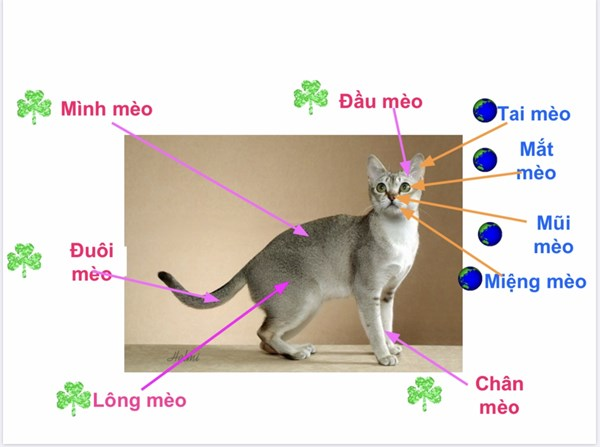 Mình mèo
Đầu mèo
Tai mèo
Mắt
mèo
Mũi
mèo
Đuôi
mèo
Miệng mèo
Lông mèo
Chân
mèo